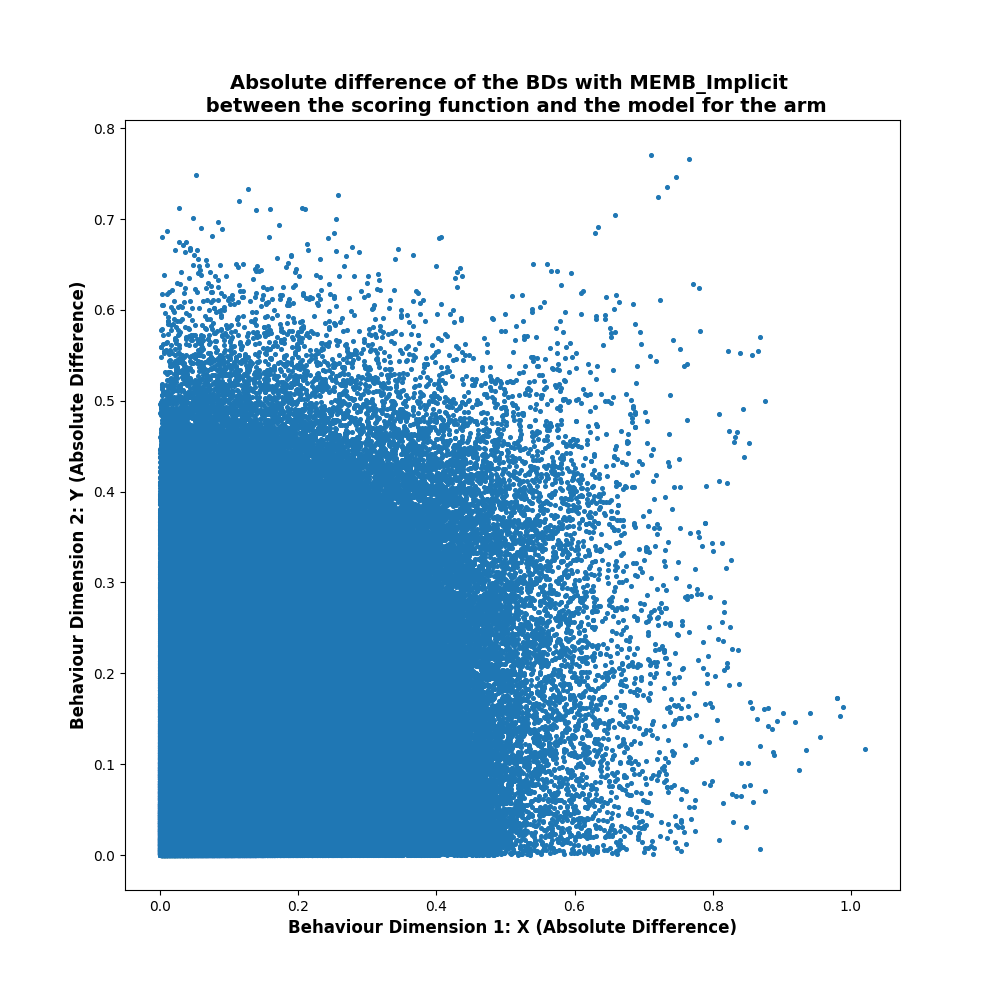 Absolute difference of the BDs with MEMB_Implicit
between the scoring function and the model for the arm
0.8
0.7
0.6
0.5
0.4
0.3
0.2
0.1
0.0
Behaviour Dimension 2: Y (Absolute Difference)
0.0 0.2 0.4 0.6 0.8 1.0
Behaviour Dimension 1: X (Absolute Difference)